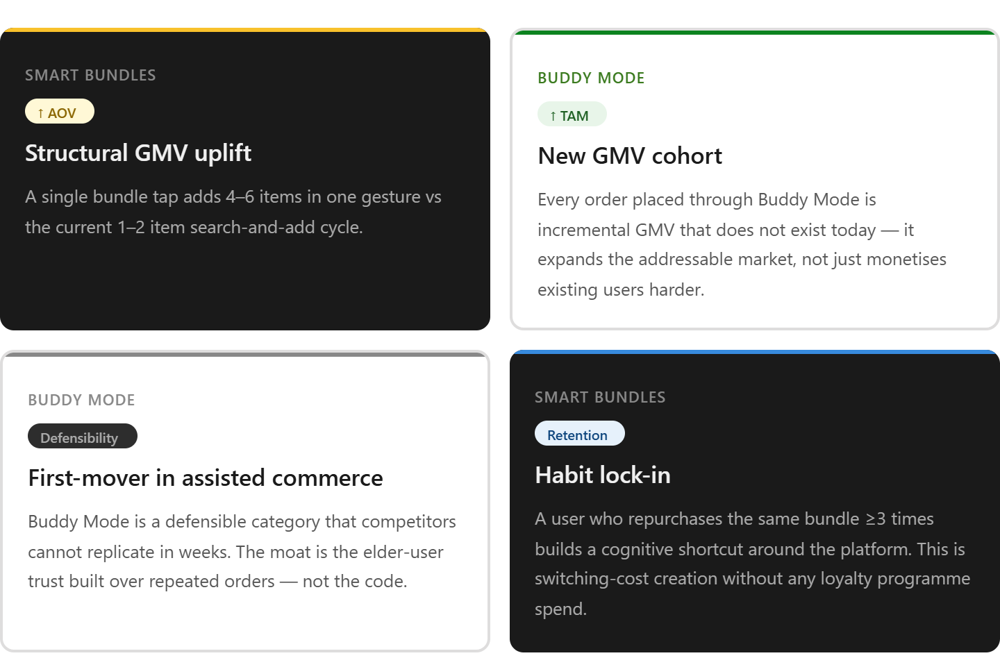 SMART BUNDLES
↑ AOV
Structural GMV uplift
A single bundle tap adds 4–6 items in one gesture vs
the current 1–2 item search-and-add cycle.
BUDDY MODE
↑ TAM
New GMV cohort
Every order placed through Buddy Mode is
incremental GMV that does not exist today — it
expands the addressable market, not just monetises
existing users harder.
BUDDY MODE
Defensibility
First-mover in assisted commerce
Buddy Mode is a defensible category that competitors
cannot replicate in weeks. The moat is the elder-user
trust built over repeated orders — not the code.
SMART BUNDLES
Retention
Habit lock-in
A user who repurchases the same bundle ≥3 times
builds a cognitive shortcut around the platform. This is
switching-cost creation without any loyalty programme
spend.